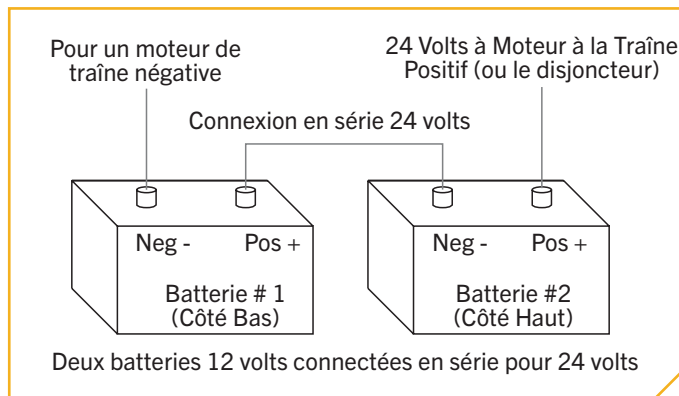 Pour un moteur de
traîne négative
24 Volts à Moteur à la Traîne
Positif (ou le disjoncteur)
Connexion en série 24 volts
Neg - Pos +
Batterie # 1
(Côté Bas)
Neg - Pos +
Batterie #2
(Côté Haut)
Deux batteries 12 volts connectées en série pour 24 volts